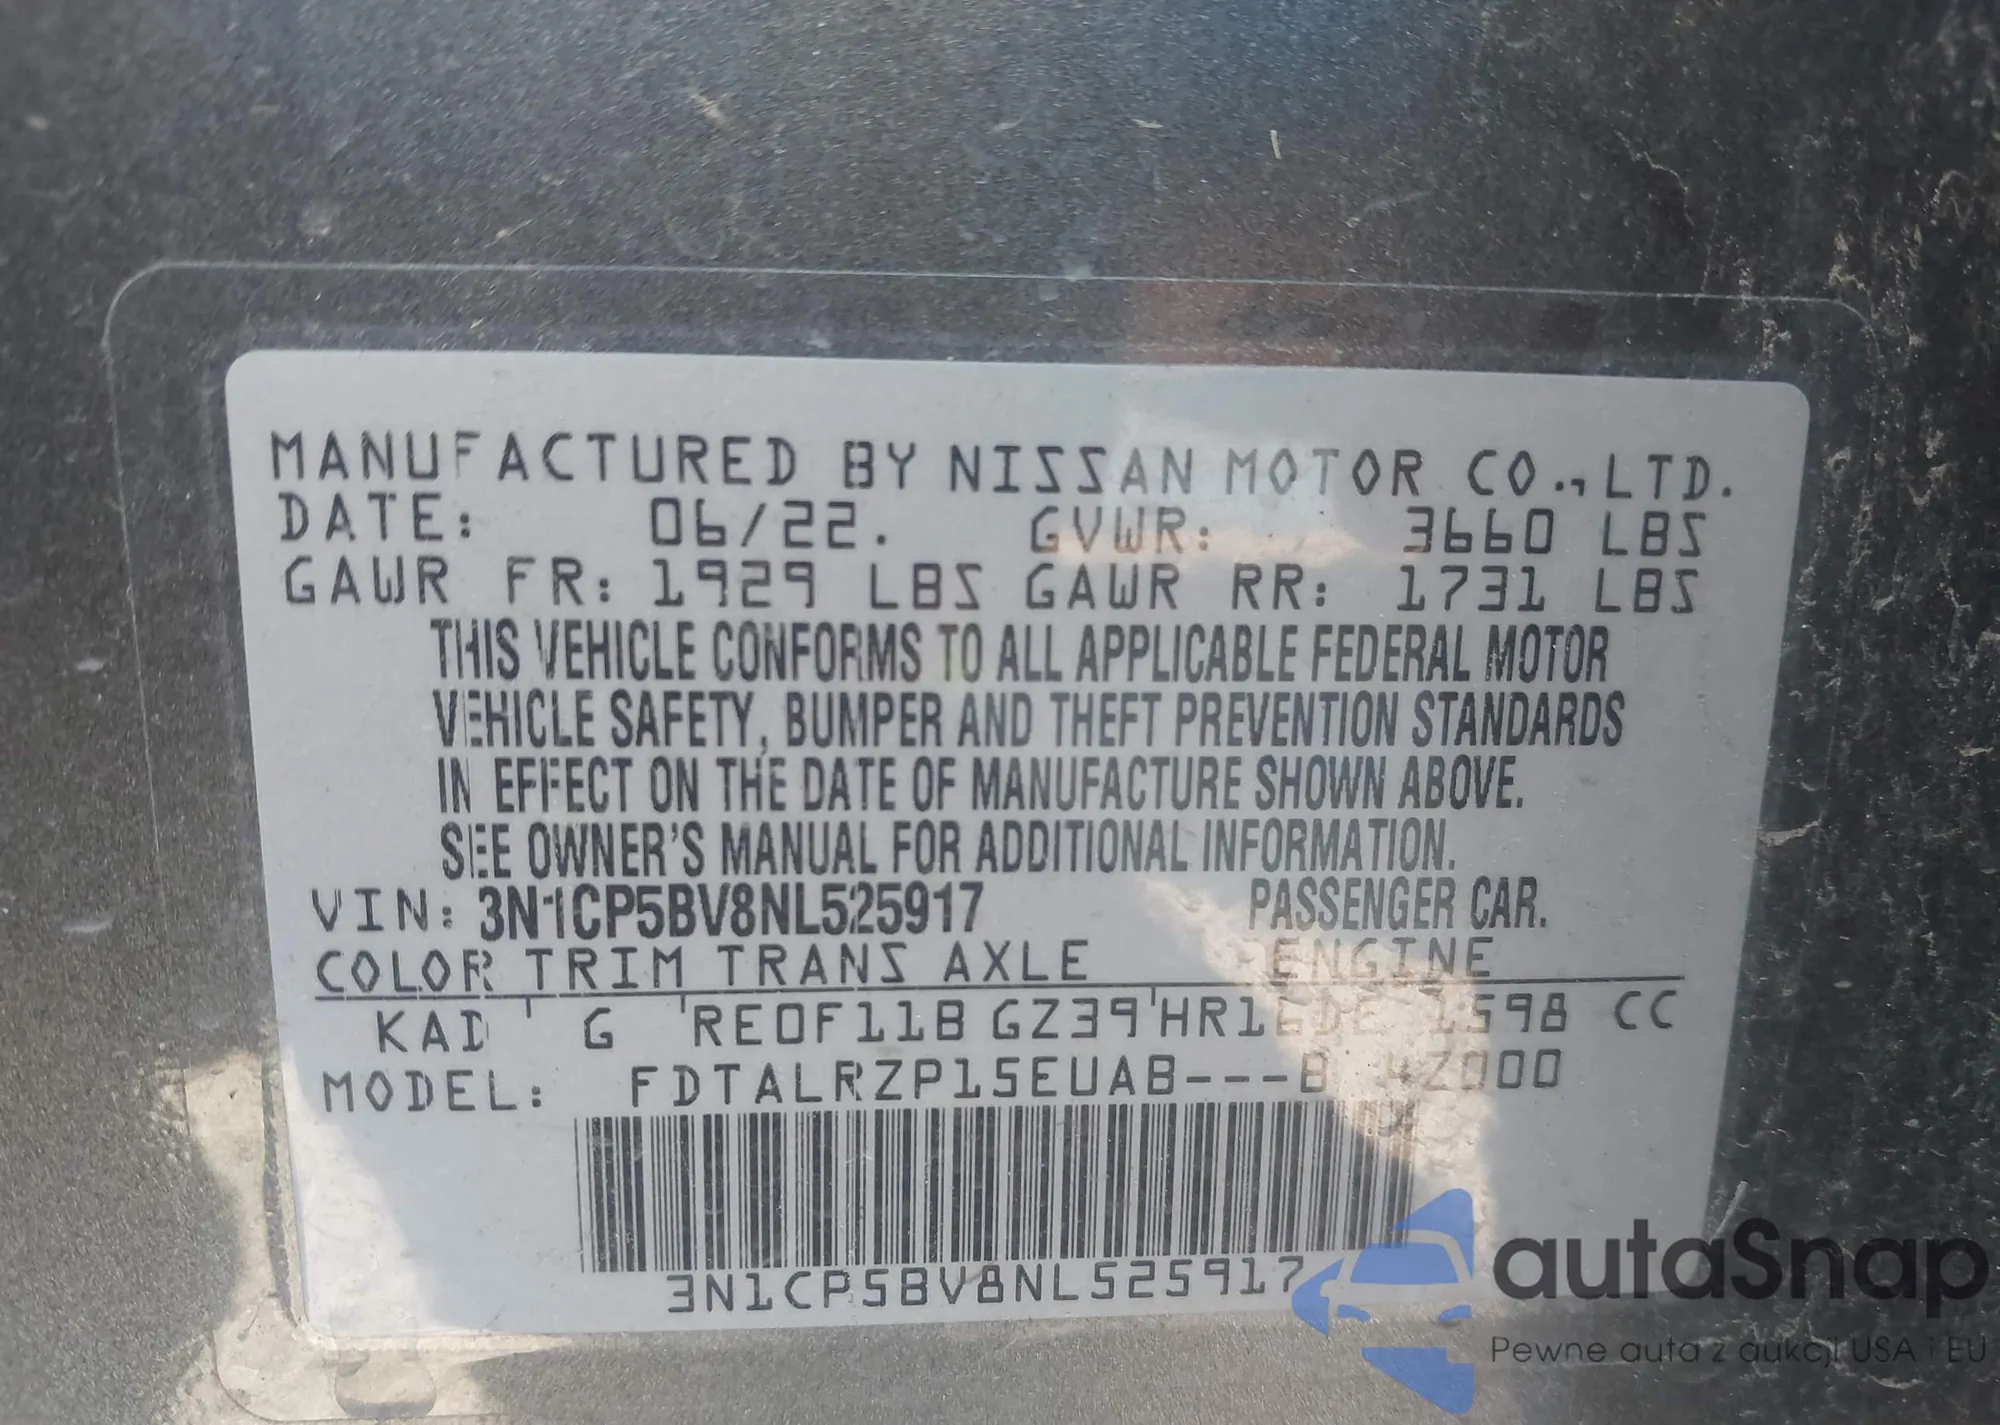 MANUFACTURED BY NISSAN MOTOR CO., LTD.
DATE: 06/22. GVWR: 3660 LBS
GAWR FR: 1929 LBS GAWR RR: 1731 LBS
THIS VEHICLE CONFORMS TO ALL APPLICABLE FEDERAL MOTOR
VEHICLE SAFETY, BUMPER AND THEFT PREVENTION STANDARDS
IN EFFECT ON THE DATE OF MANUFACTURE SHOWN ABOVE.
SEE OWNER'S MANUAL FOR ADDITIONAL INFORMATION.
VIN: 3N1CP5BV8NL525917 PASSENGER CAR.
COLOR TRIM TRANS AXLE ENGINE
KAD G RE0F11B GZ39 HR16DE 1598 CC
MODEL: FDTALRZP15EUAB---B
3N1CP5BV8NL525917
autaSnap
Pewne auta z aukcji USA i EU